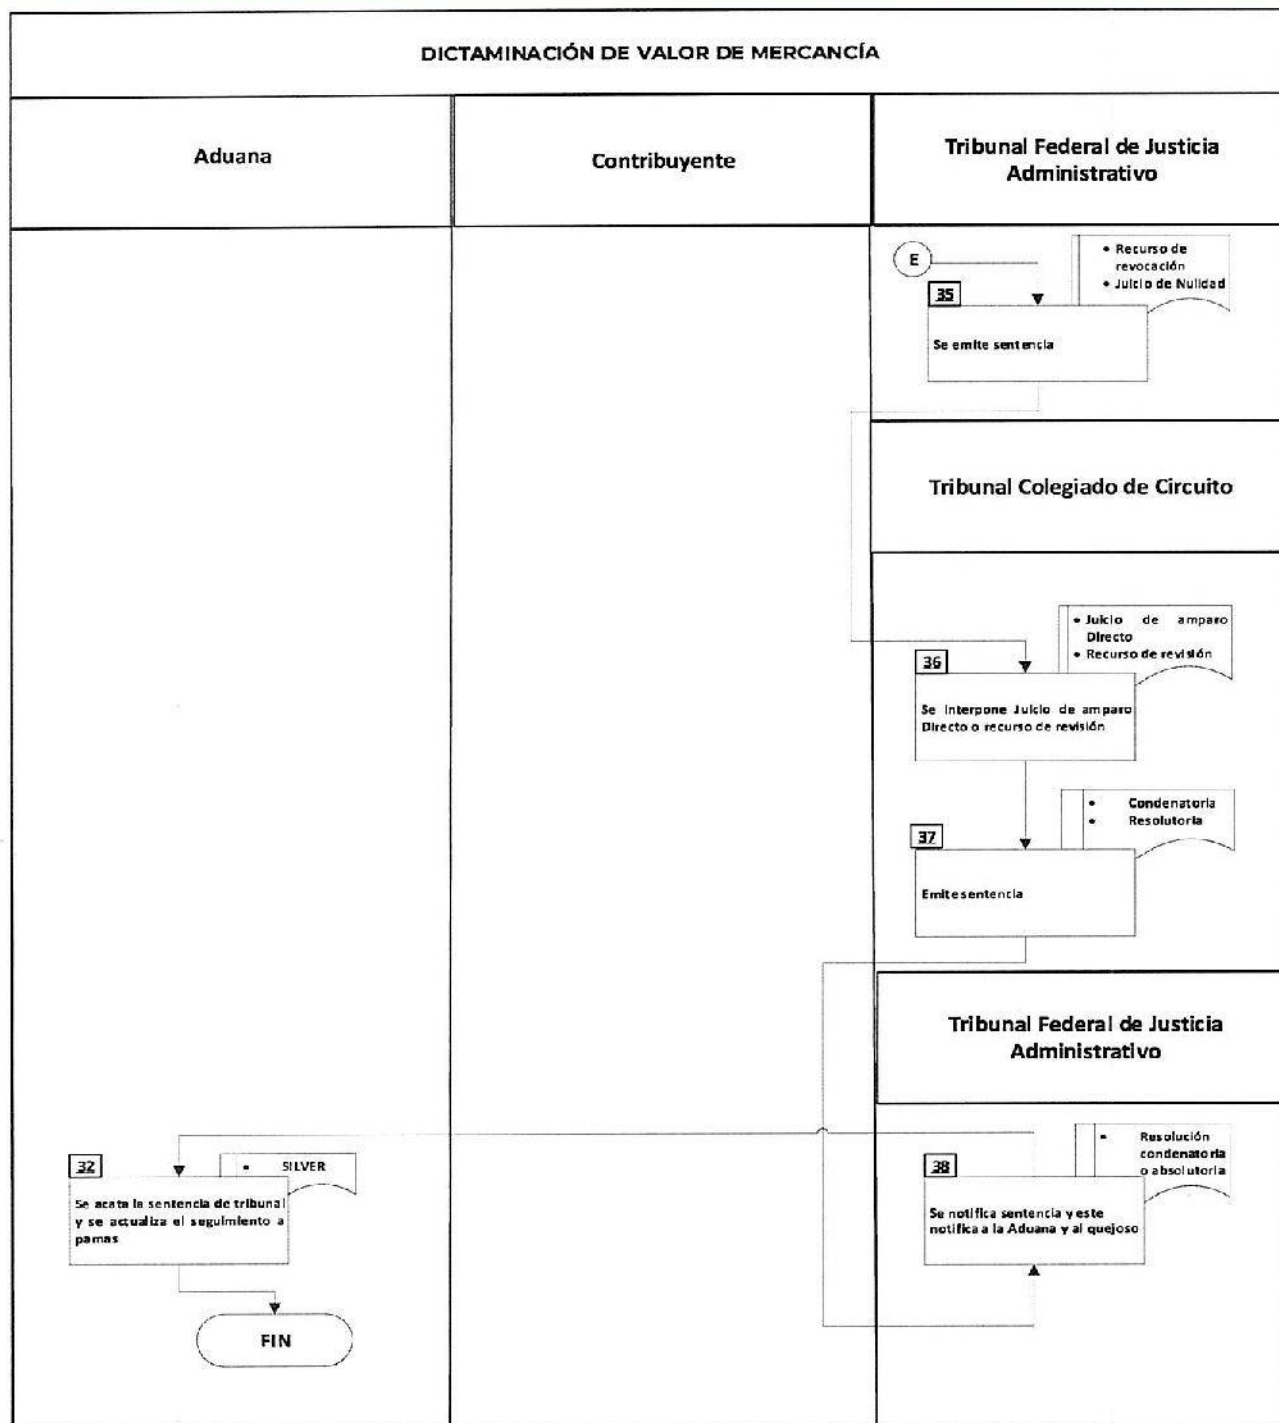 DICTAMINACIÓN DE VALOR DE MERCANCÍA
Aduana
Contribuyente
Tribunal Federal de Justicia
Administrativo
E
• Recurso de
revocación
• Juicio de Nulidad
35
Se emite sentencia
Tribunal Colegiado de Circuito
• Juicio de amparo
Directo
• Recurso de revisión
36
Se interpone Juicio de amparo
Directo o recurso de revisión
• Condenatoria
• Resolutoria
37
Emite sentencia
Tribunal Federal de Justicia
Administrativo
32
• SILVER
Se acata la sentencia de tribunal
y se actualiza el seguimiento a
pamas
FIN
• Resolución
condenatoria
o absolutoria
38
Se notifica sentencia y este
notifica a la Aduana y al quejoso